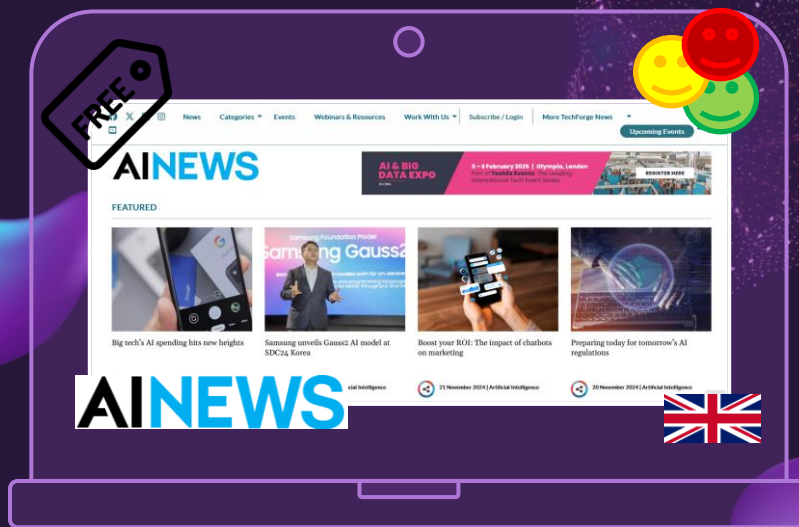 FREE
News Categories Events Webinars & Resources Work With Us Subscribe / Login More TechForge News
Upcoming Events
AINEWS
AI & BIG
DATA EXPO
GLOBAL
5 – 6 February 2025 | Olympia, London
Part of TechEx Events: The Leading
International Tech Event Series
REGISTER HERE
FEATURED
Samsung Foundation Model
Samsung Gauss2
Google
Big tech's AI spending hits new heights
Samsung unveils Gauss2 AI model at
SDC24 Korea
Boost your ROI: The impact of chatbots
on marketing
Preparing today for tomorrow's AI
regulations
AINEWS
cial Intelligence
21 November 2024 | Artificial Intelligence
20 November 2024 | Artificial Intelligence